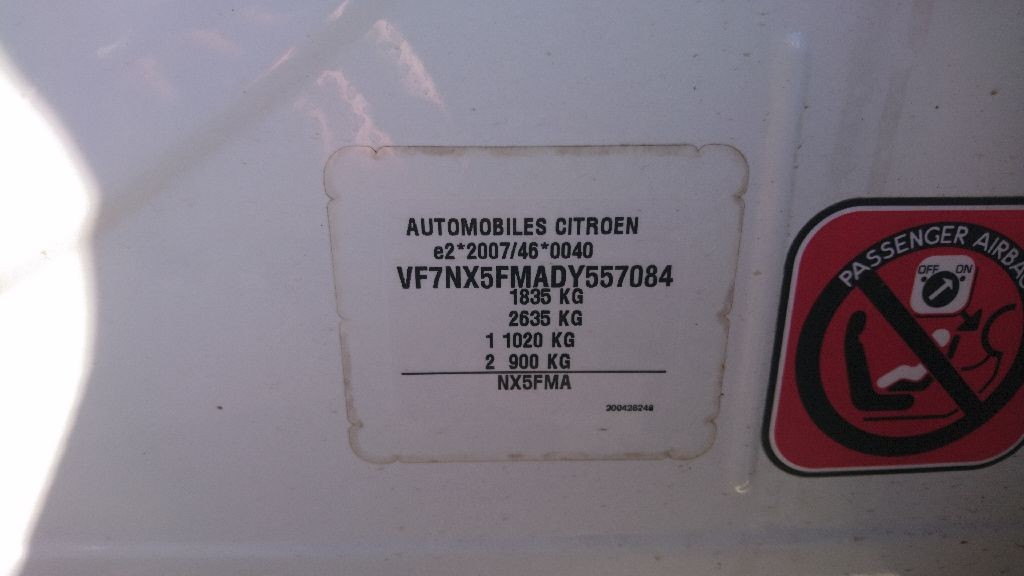 AUTOMOBILES CITROEN
e2*2007/46*0040
VF7NX5FMADY557084
1835 KG
2635 KG
1 1020 KG
2 900 KG
NX5FMA
200426248
PASSENGER AIRBAG
OFF ON